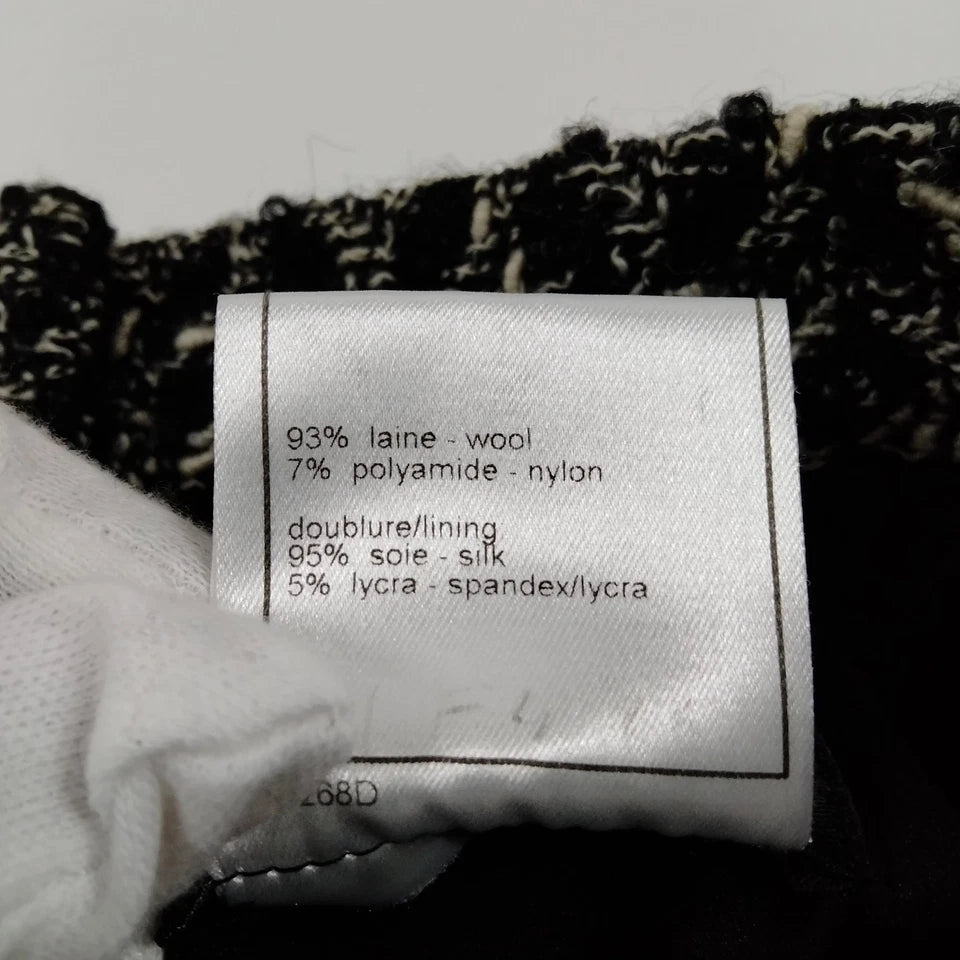 93% laine - wool
7% polyamide - nylon
doublure/lining
95% soie - silk
5% lycra - spandex/lycra
268D